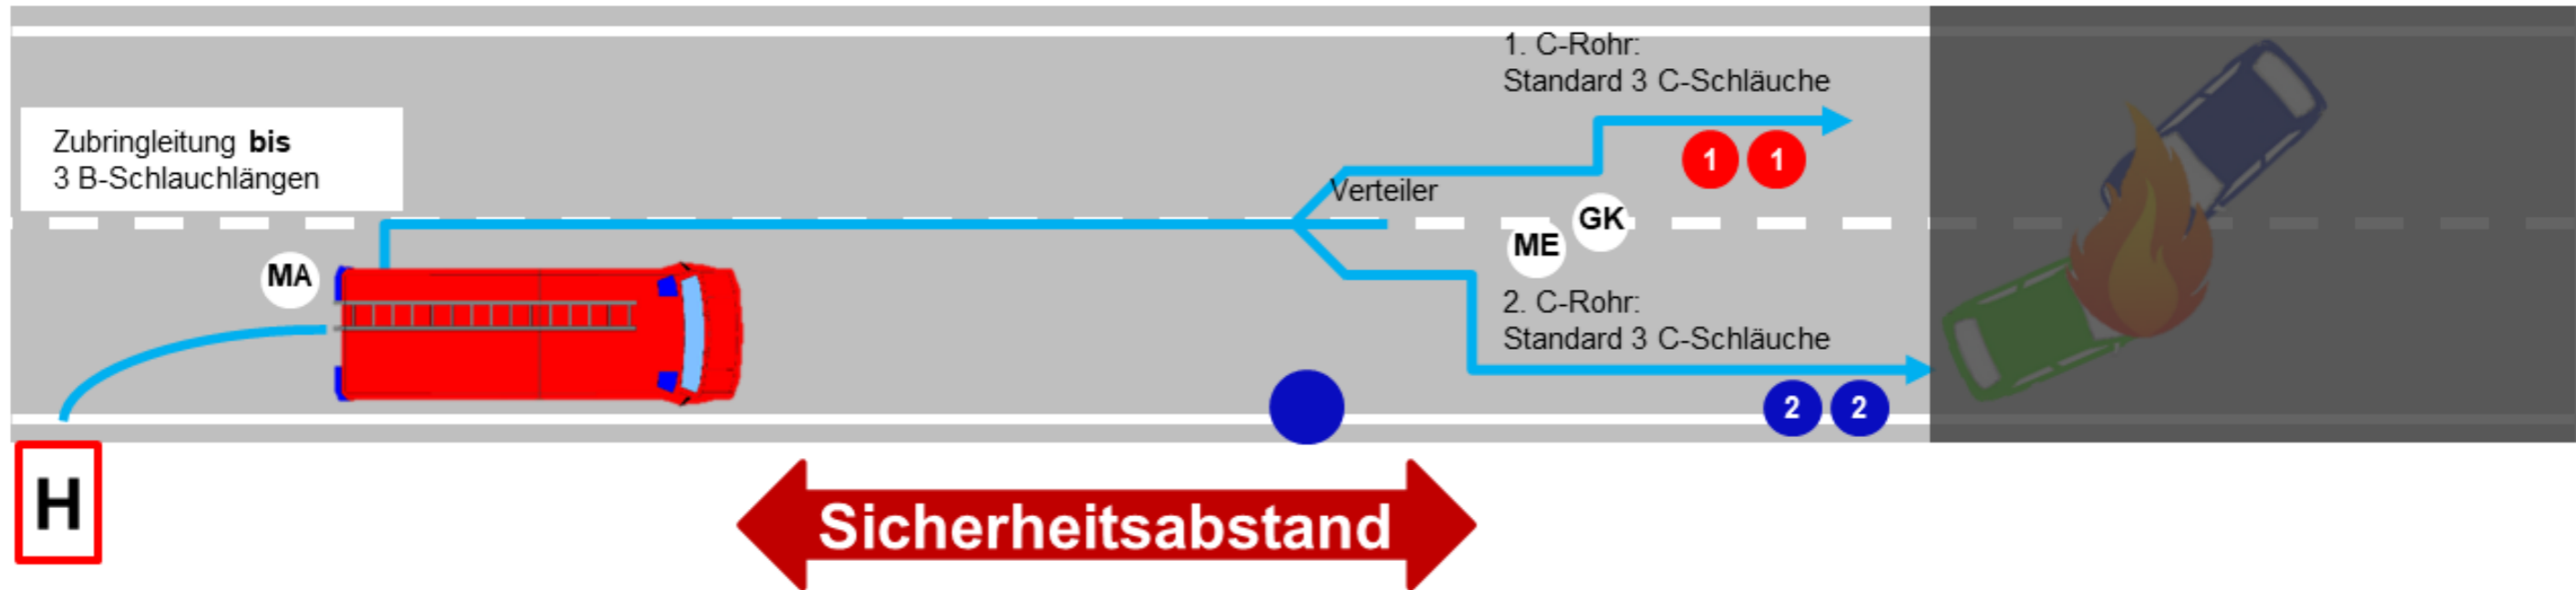 1. C-Rohr:
Standard 3 C-Schläuche
Zubringleitung bis
3 B-Schlauchlängen
1 1
Verteiler
GK
ME
MA
2. C-Rohr:
Standard 3 C-Schläuche
2 2
H
Sicherheitsabstand